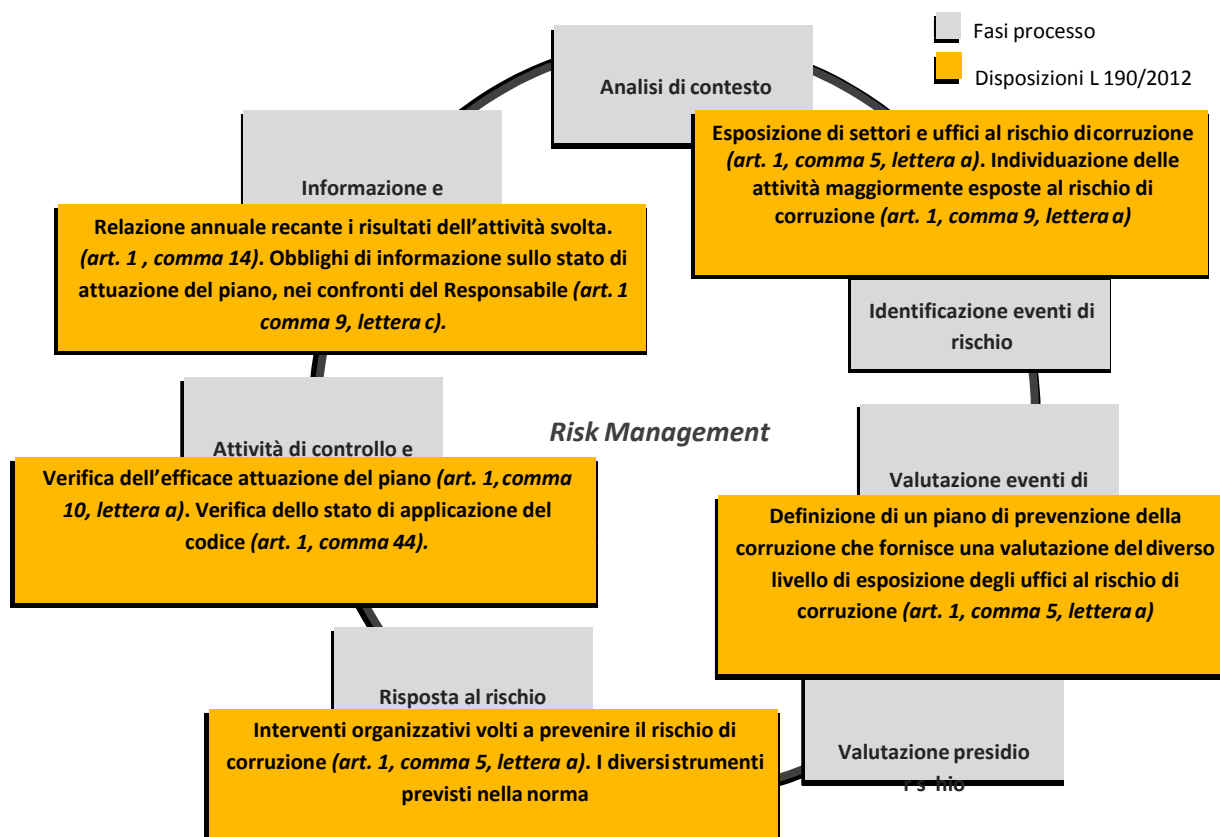 Fasi processo
Disposizioni L 190/2012
Analisi di contesto
Esposizione di settori e uffici al rischio di corruzione
(art. 1, comma 5, lettera a). Individuazione delle
attività maggiormente esposte al rischio di
corruzione (art. 1, comma 9, lettera a)
Identificazione eventi di
rischio
Valutazione eventi di
Definizione di un piano di prevenzione della
corruzione che fornisce una valutazione del diverso
livello di esposizione degli uffici al rischio di
corruzione (art. 1, comma 5, lettera a)
Valutazione presidio
Risposta al rischio
Interventi organizzativi volti a prevenire il rischio di
corruzione (art. 1, comma 5, lettera a). I diversi strumenti
previsti nella norma
Attività di controllo e
Verifica dell’efficace attuazione del piano (art. 1, comma
10, lettera a). Verifica dello stato di applicazione del
codice (art. 1, comma 44).
Informazione e
Relazione annuale recante i risultati dell’attività svolta.
(art. 1 , comma 14). Obblighi di informazione sullo stato di
attuazione del piano, nei confronti del Responsabile (art. 1
comma 9, lettera c).
Risk Management